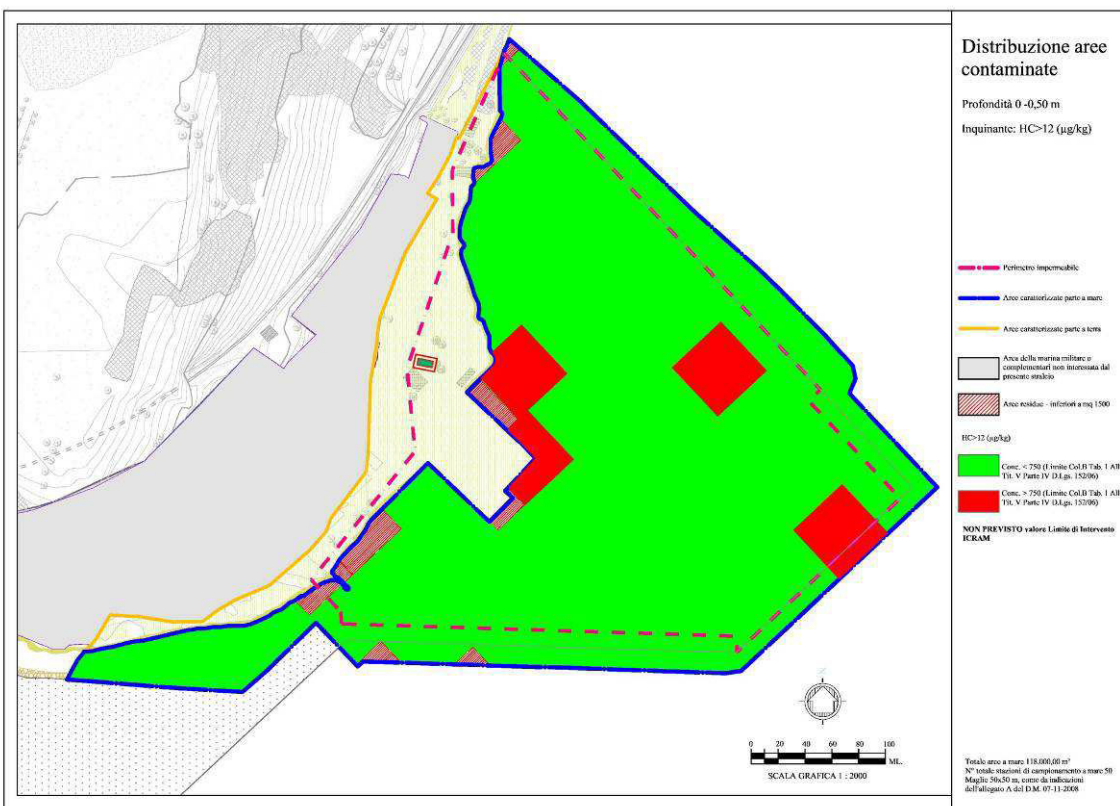 Distribuzione aree
contaminate
Profondità 0 -0,50 m
Inquinante: HC>12 (µg/kg)
Perimetro impermeabile
Aree caratterizzate parte a mare
Aree caratterizzate parte a terra
Area della marina militare o
complementari non interessata dal
presente stralcio
Aree residue - inferiori a mq 1500
HC>12 (µg/kg)
Conc. < 750 (Limite Col.B Tab. 1 All
Tit. V Parte IV D.Lgs. 152/06)
Conc. > 750 (Limite Col.B Tab. 1 All
Tit. V Parte IV D.Lgs. 152/06)
NON PREVISTO valore Limite di Intervento
ICRAM
0 20 40 60 80 100
ML.
SCALA GRAFICA 1 : 2000
Totale aree a mare 118.000,00 m²
N° totale stazioni di campionamento a mare 50
Maglie 50x50 m, come da indicazioni
dell'allegato A del D.M. 07-11-2008